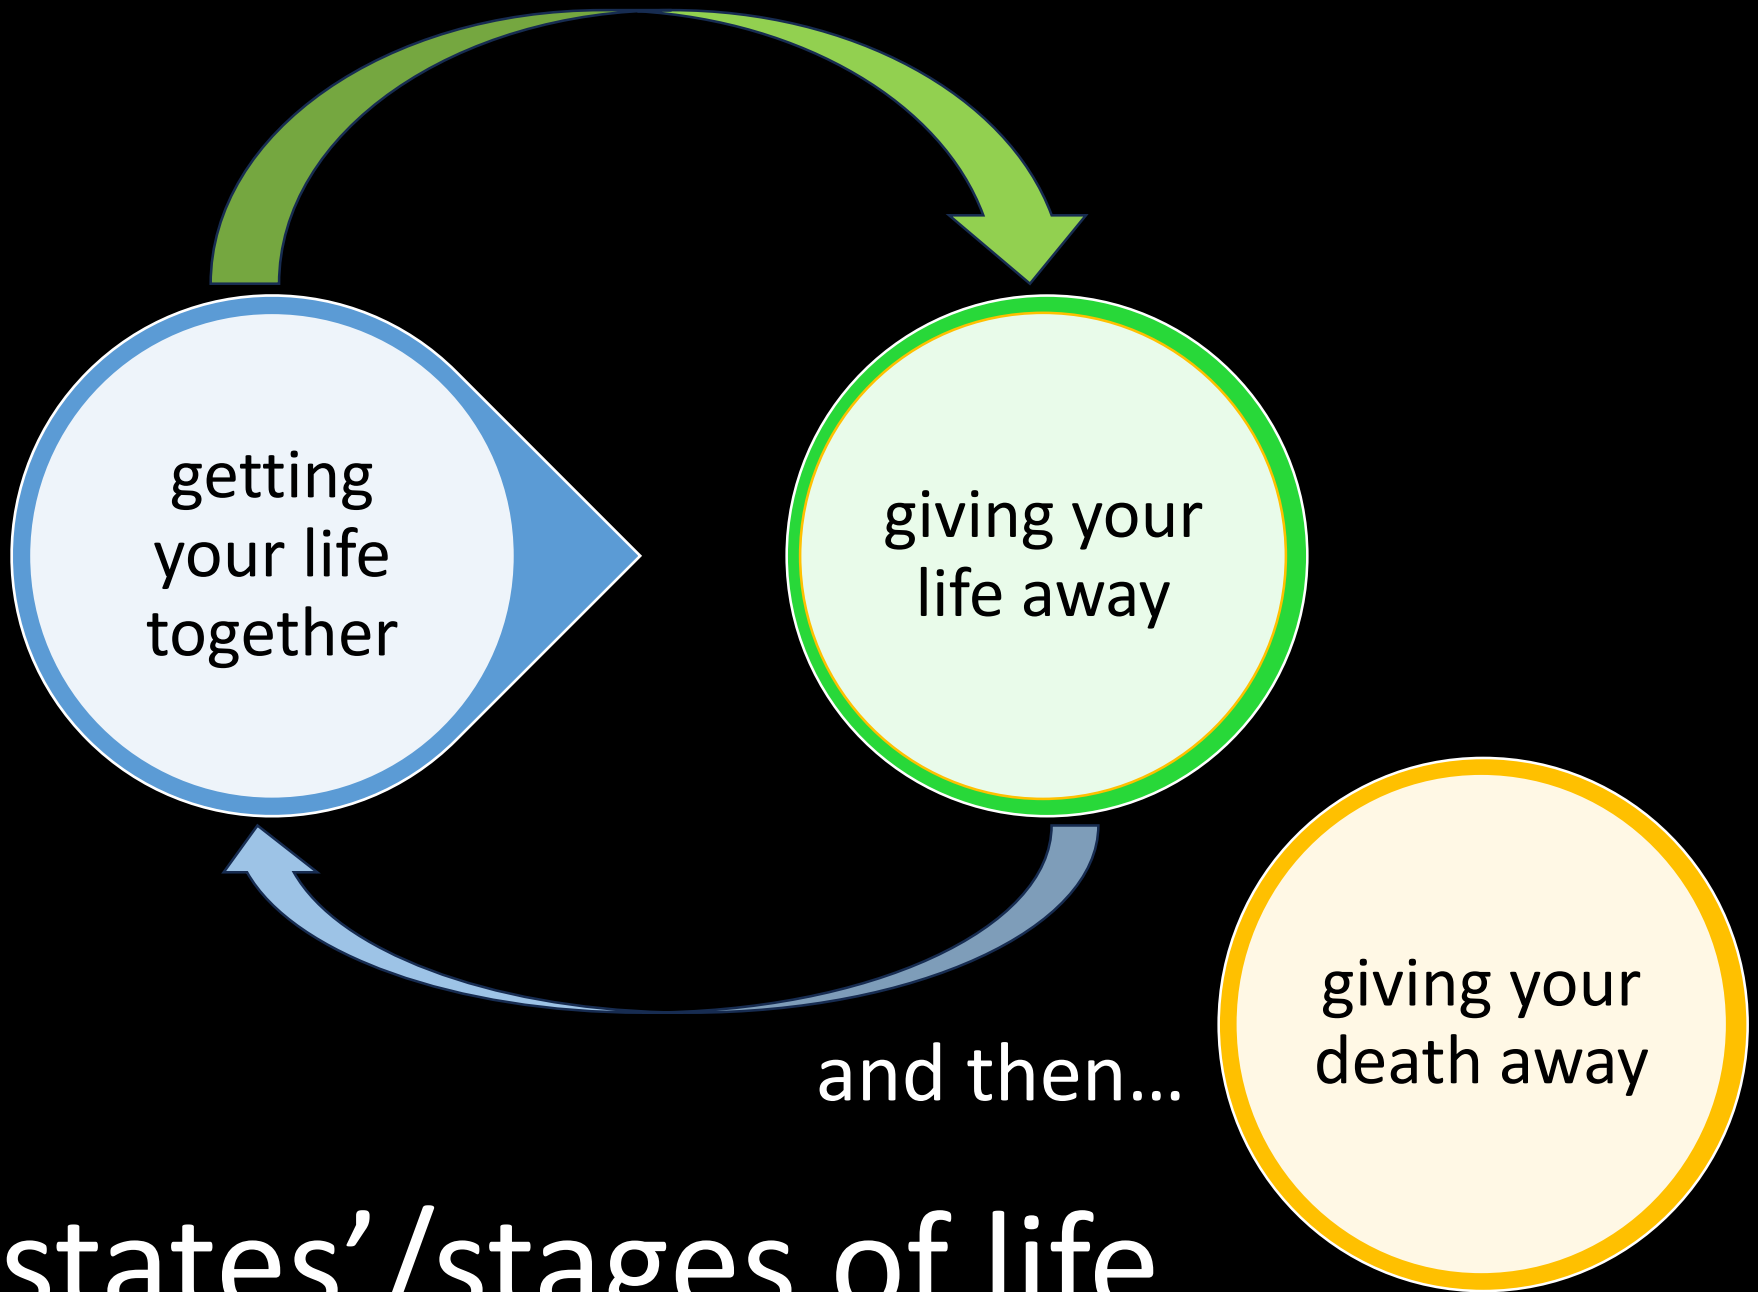 getting
your life
together
giving your
life away
and then…
giving your
death away
states’/stages of life